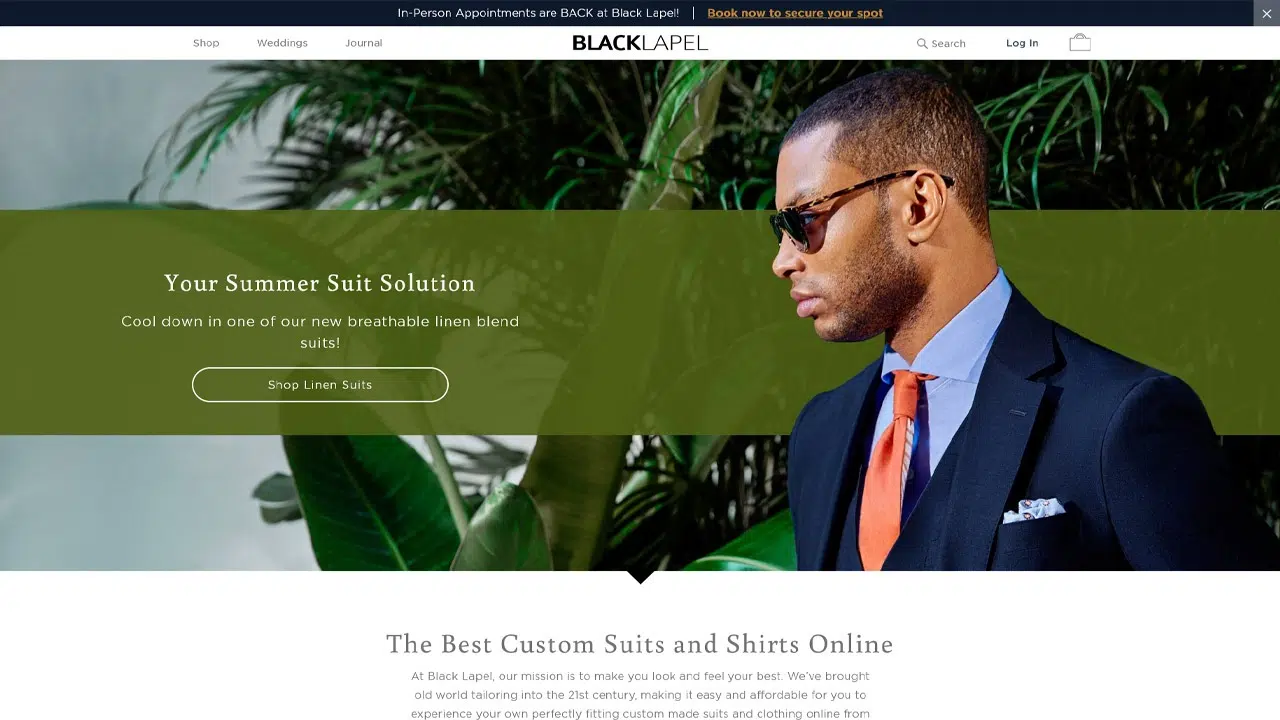 In-Person Appointments are BACK at Black Lapel! | Book now to secure your spot
Shop Weddings Journal BLACKLAPEL Search Log In
Your Summer Suit Solution
Cool down in one of our new breathable linen blend
suits!
Shop Linen Suits
The Best Custom Suits and Shirts Online
At Black Lapel, our mission is to make you look and feel your best. We've brought
old world tailoring into the 21st century, making it easy and affordable for you to
experience your own perfectly fitting custom made suits and clothing online from